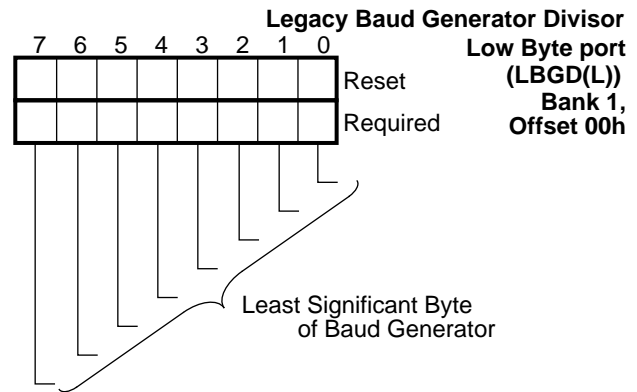 Legacy Baud Generator Divisor
7 6 5 4 3 2 1 0
Low Byte port
(LBGD(L))
Reset
Bank 1,
Required
Offset 00h
Least Significant Byte
of Baud Generator